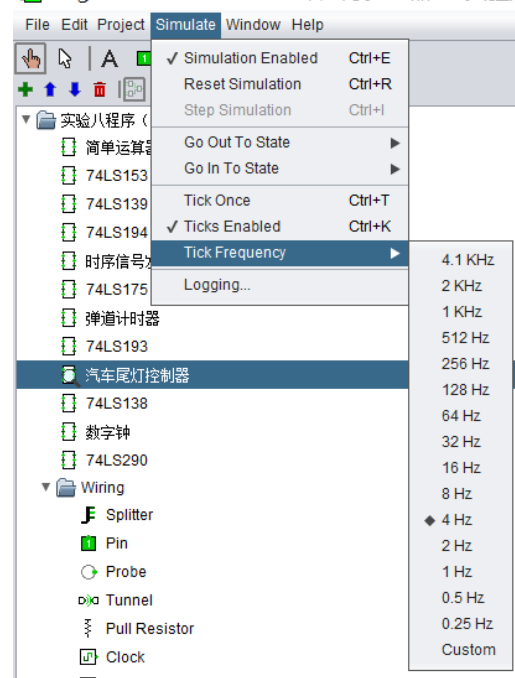 File Edit Project Simulate Window Help
A
✓ Simulation Enabled Ctrl+E
Reset Simulation Ctrl+R
Step Simulation Ctrl+I
Go Out To State
Go In To State
Tick Once Ctrl+T
✓ Ticks Enabled Ctrl+K
Tick Frequency
Logging...
4.1 KHz
2 KHz
1 KHz
512 Hz
256 Hz
128 Hz
64 Hz
32 Hz
16 Hz
8 Hz
4 Hz
2 Hz
1 Hz
0.5 Hz
0.25 Hz
Custom
实验八程序（
简单运算
74LS153
74LS139
74LS194
时序信号
74LS175
弹道计时器
74LS193
汽车尾灯控制器
74LS138
数字钟
74LS290
Wiring
Splitter
Pin
Probe
Tunnel
Pull Resistor
Clock